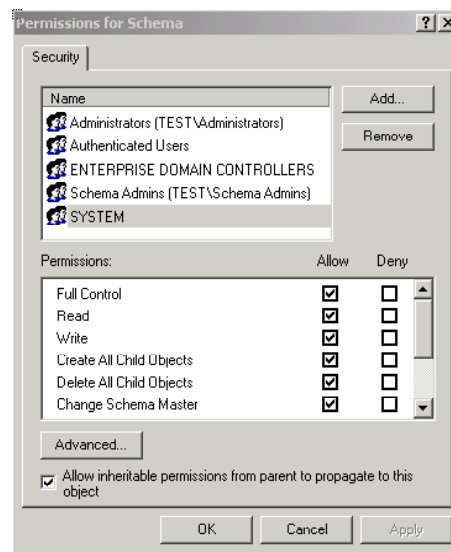 Permissions for Schema
Security
Name
Add...
Administrators (TEST\Administrators)
Remove
Authenticated Users
ENTERPRISE DOMAIN CONTROLLERS
Schema Admins (TEST\Schema Admins)
SYSTEM
Permissions:
Allow
Deny
Full Control
Read
Write
Create All Child Objects
Delete All Child Objects
Change Schema Master
Advanced...
Allow inheritable permissions from parent to propagate to this
object
OK
Cancel
Apply